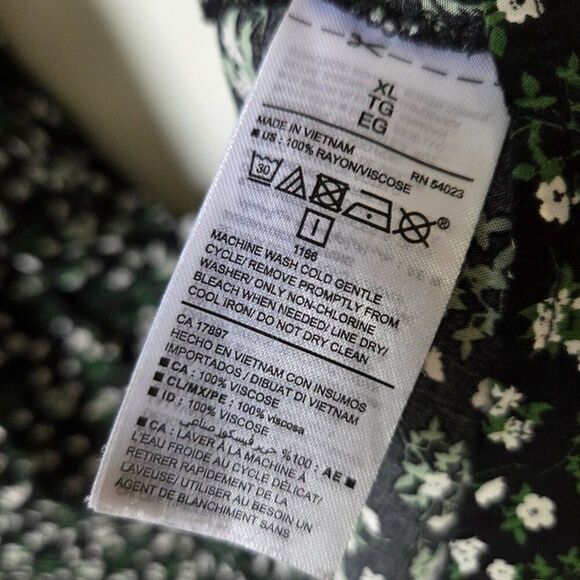 XL
TG
EG
MADE IN VIETNAM RN 54023
■ US : 100% RAYON/VISCOSE
30
1166
MACHINE WASH COLD GENTLE
CYCLE/ REMOVE PROMPTLY FROM
WASHER/ ONLY NON-CHLORINE
BLEACH WHEN NEEDED/ LINE DRY/
COOL IRON/ DO NOT DRY CLEAN
CA 17897
HECHO EN VIETNAM CON INSUMOS
IMPORTADOS / DIBUAT DI VIETNAM
■ CA : 100% VISCOSE
■ CL/MX/PE : 100% viscosa
■ ID : 100% VISCOSE
■ AE : 100%
■ CA : LAVER À LA MACHINE À
L'EAU FROIDE AU CYCLE DÉLICAT/
RETIRER RAPIDEMENT DE LA
LAVEUSE/ UTILISER AU BESOIN UN
AGENT DE BLANCHIMENT SANS